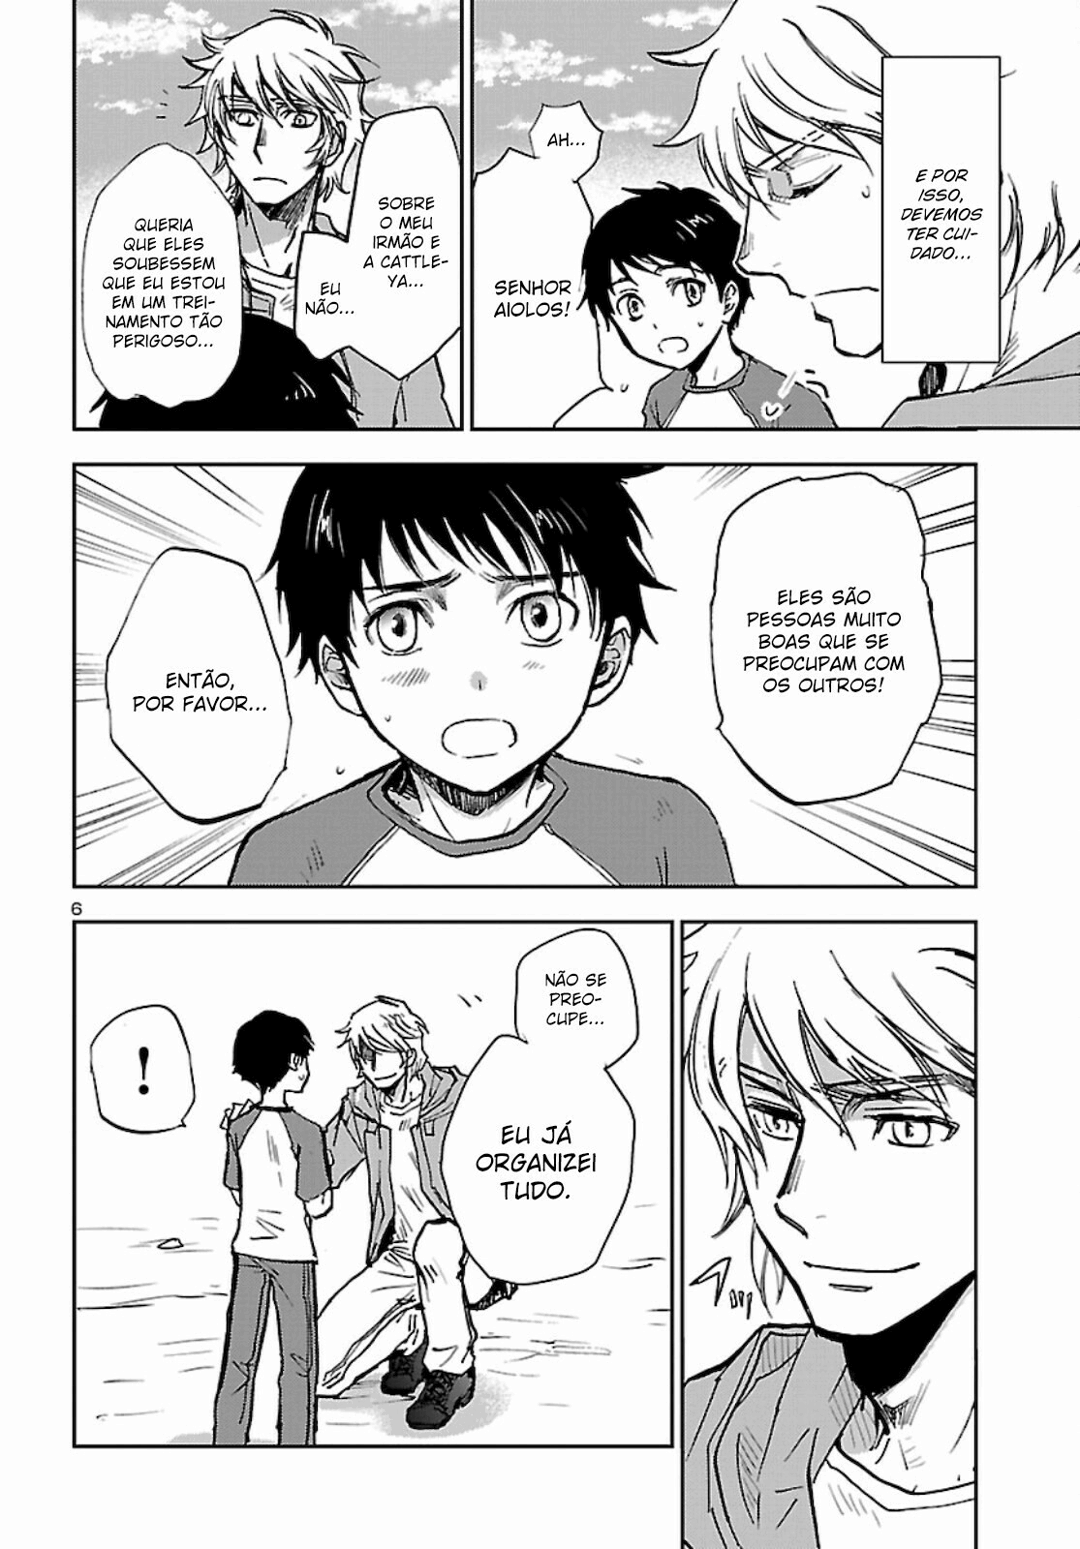 E POR
ISSO,
DEVEMOS
TER CUI-
DADO...
AH...
SENHOR
AIOLOS!
SOBRE
O MEU
IRMÃO E
A CATTLE-
YA...
EU
NÃO...
QUERIA
QUE ELES
SOUBESSEM
QUE EU ESTOU
EM UM TREI-
NAMENTO TÃO
PERIGOSO...
ELES SÃO
PESSOAS MUITO
BOAS QUE SE
PREOCUPAM COM
OS OUTROS!
ENTÃO,
POR FAVOR...
6
NÃO SE
PREO-
CUPE...
EU JÁ
ORGANIZEI
TUDO.
!